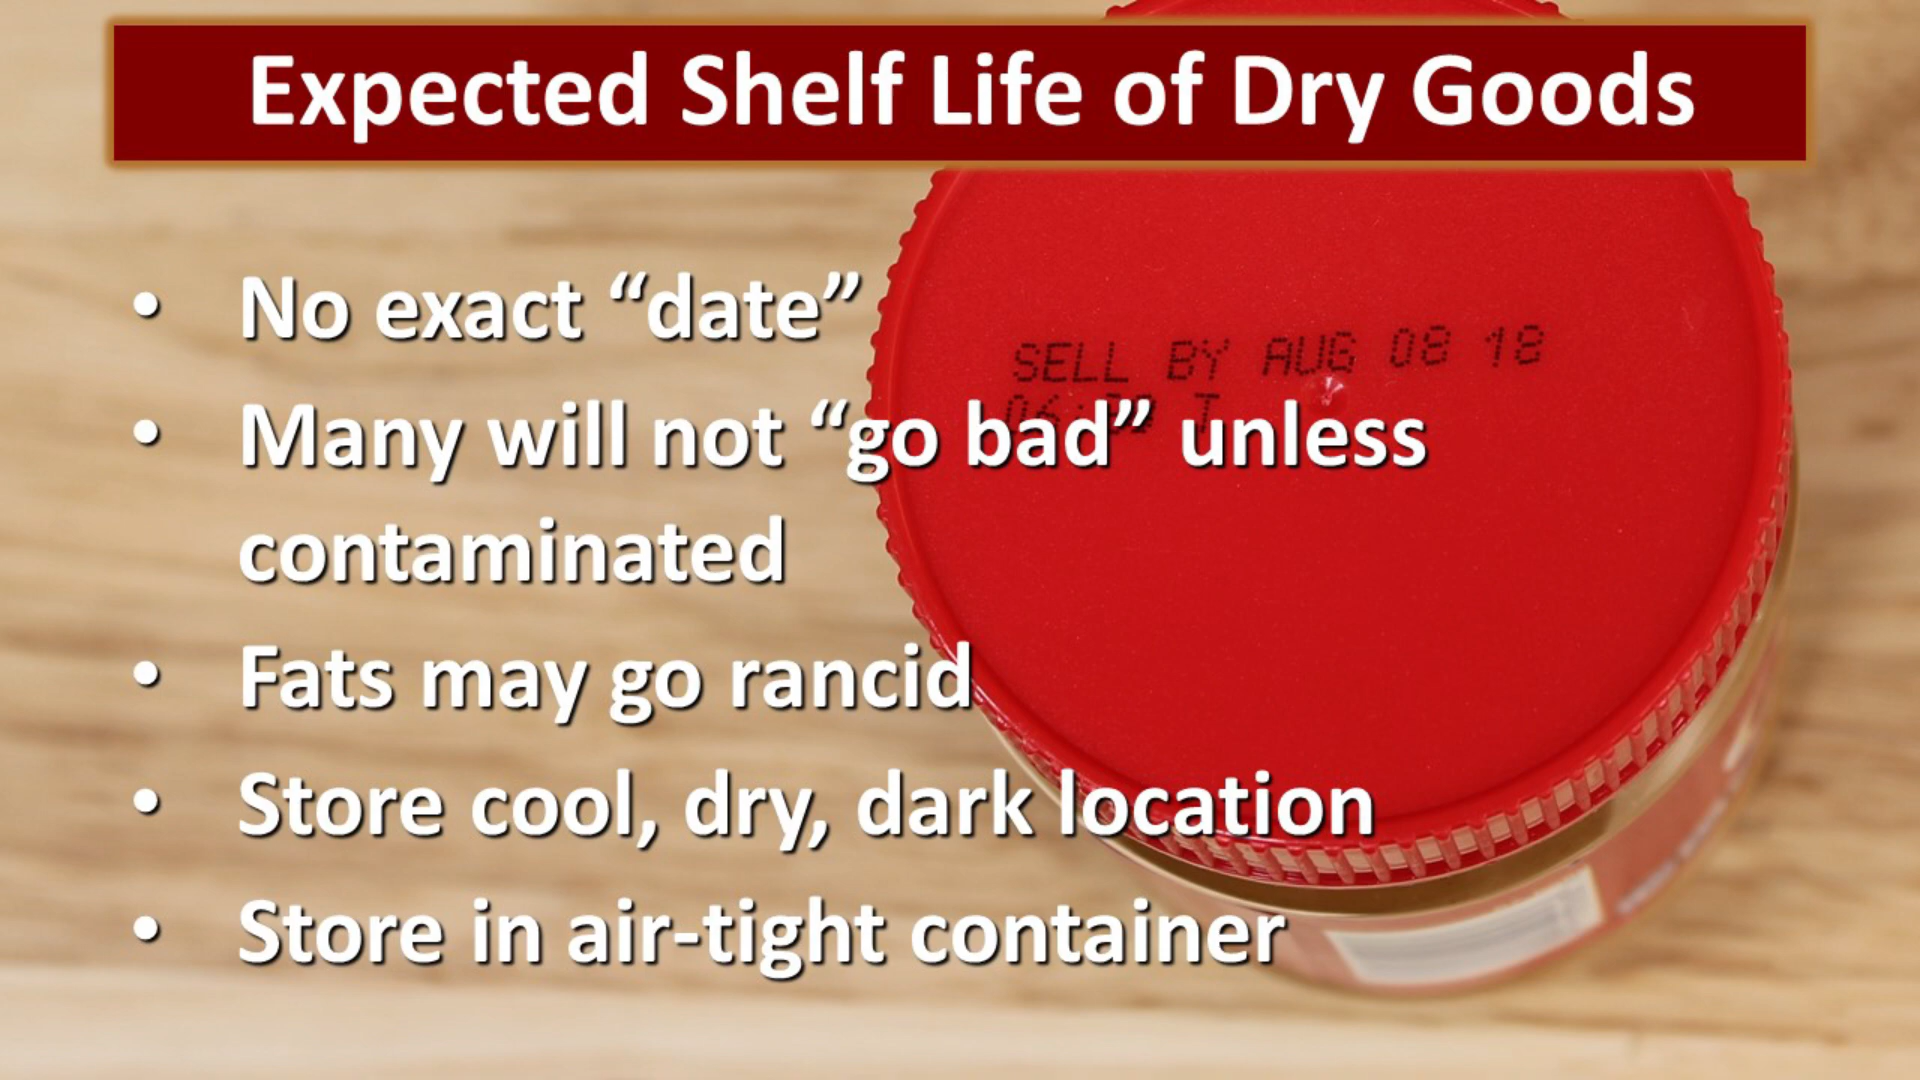 Expected Shelf Life of Dry Goods
• No exact “date”
SELL BY AUG 08 18
• Many will not “go bad” unless
contaminated
• Fats may go rancid
• Store cool, dry, dark location
• Store in air-tight container